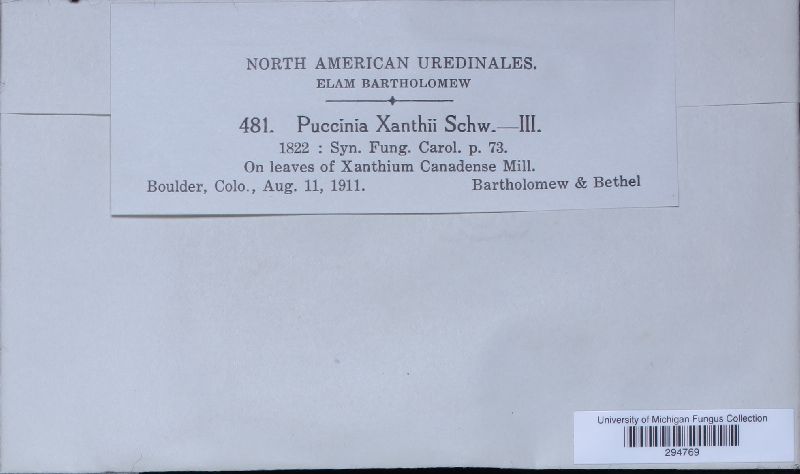 NORTH AMERICAN UREDINALES.
ELAM BARTHOLOMEW
481. Puccinia Xanthii Schw.—III.
1822 : Syn. Fung. Carol. p. 73.
On leaves of Xanthium Canadense Mill.
Boulder, Colo., Aug. 11, 1911. Bartholomew & Bethel
University of Michigan Fungus Collection
294769